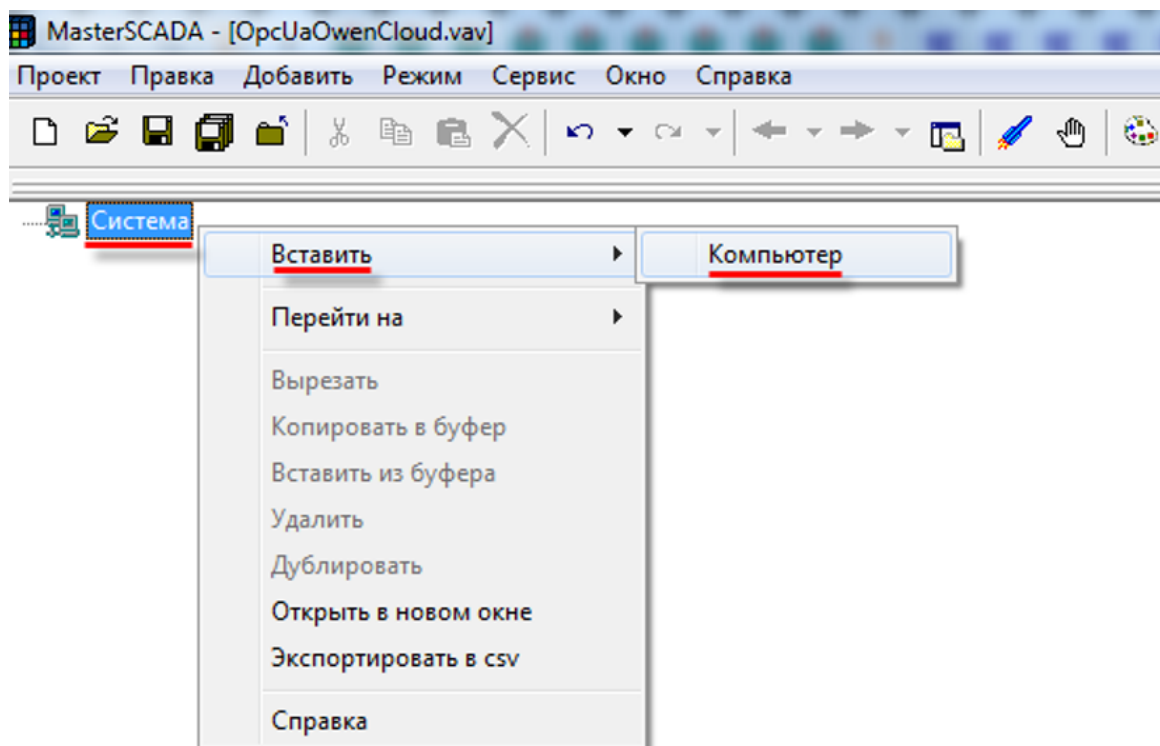 MasterSCADA - [OpcUaOwenCloud.vav]
Проект Правка Добавить Режим Сервис Окно Справка
Система
Вставить Компьютер
Перейти на
Вырезать
Копировать в буфер
Вставить из буфера
Удалить
Дублировать
Открыть в новом окне
Экспортировать в csv
Справка